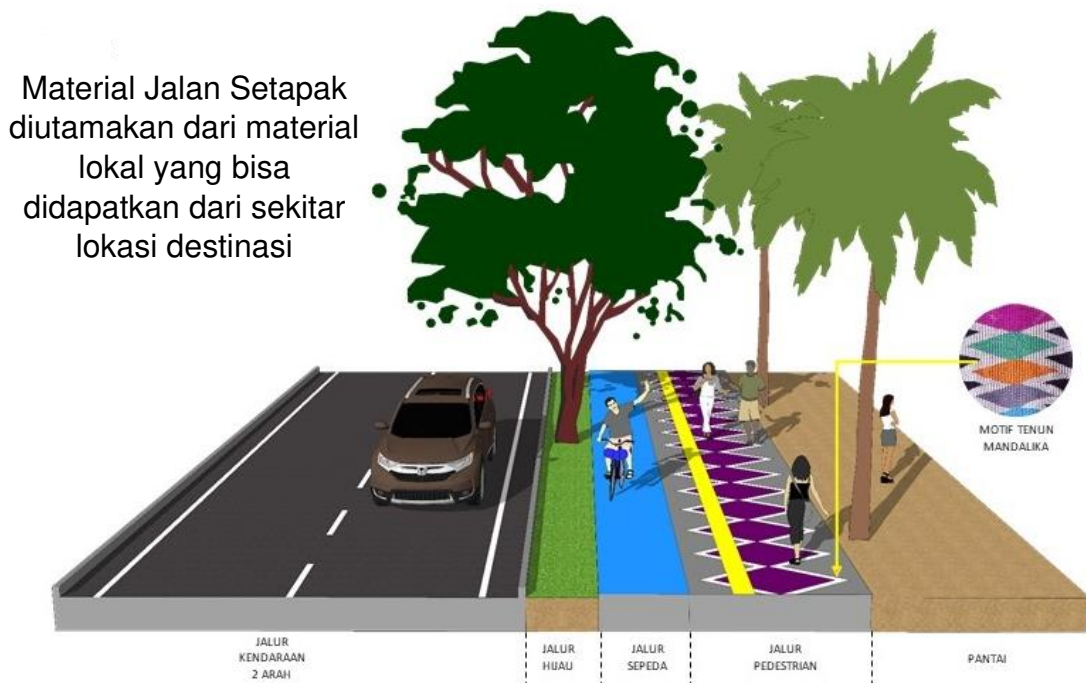 Material Jalan Setapak
diutamakan dari material
lokal yang bisa
didapatkan dari sekitar
lokasi destinasi
MOTIF TENUN
MANDALIKA
JALUR
KENDARAAN
2 ARAH
JALUR
HIJAU
JALUR
SEPEDA
JALUR
PEDESTRIAN
PANTAI